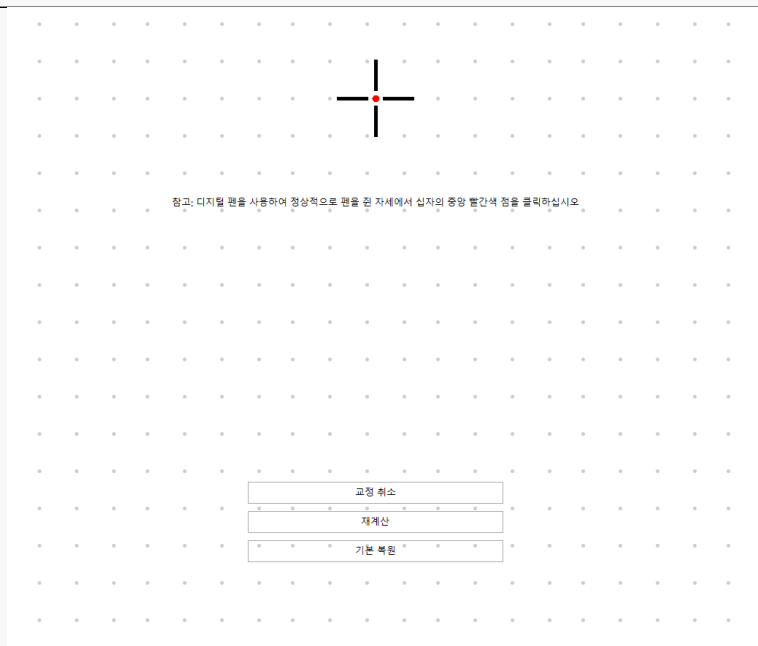 참고: 디지털 펜을 사용하여 정상적으로 펜을 쥔 자세에서 십자의 중앙 빨간색 점을 클릭하십시오
교정 취소
재계산
기본 복원